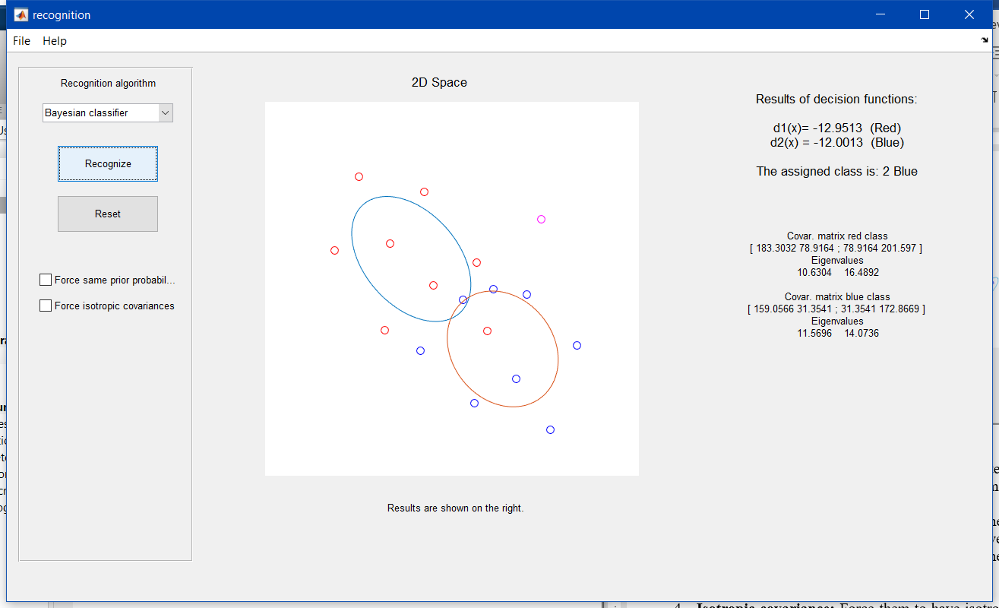 recognition
File Help
Recognition algorithm
Bayesian classifier
Recognize
Reset
Force same prior probabil...
Force isotropic covariances
2D Space
Results are shown on the right.
Results of decision functions:
d1(x)= -12.9513 (Red)
d2(x) = -12.0013 (Blue)
The assigned class is: 2 Blue
Covar. matrix red class
[ 183.3032 78.9164 ; 78.9164 201.597 ]
Eigenvalues
10.6304 16.4892
Covar. matrix blue class
[ 159.0566 31.3541 ; 31.3541 172.8669 ]
Eigenvalues
11.5696 14.0736